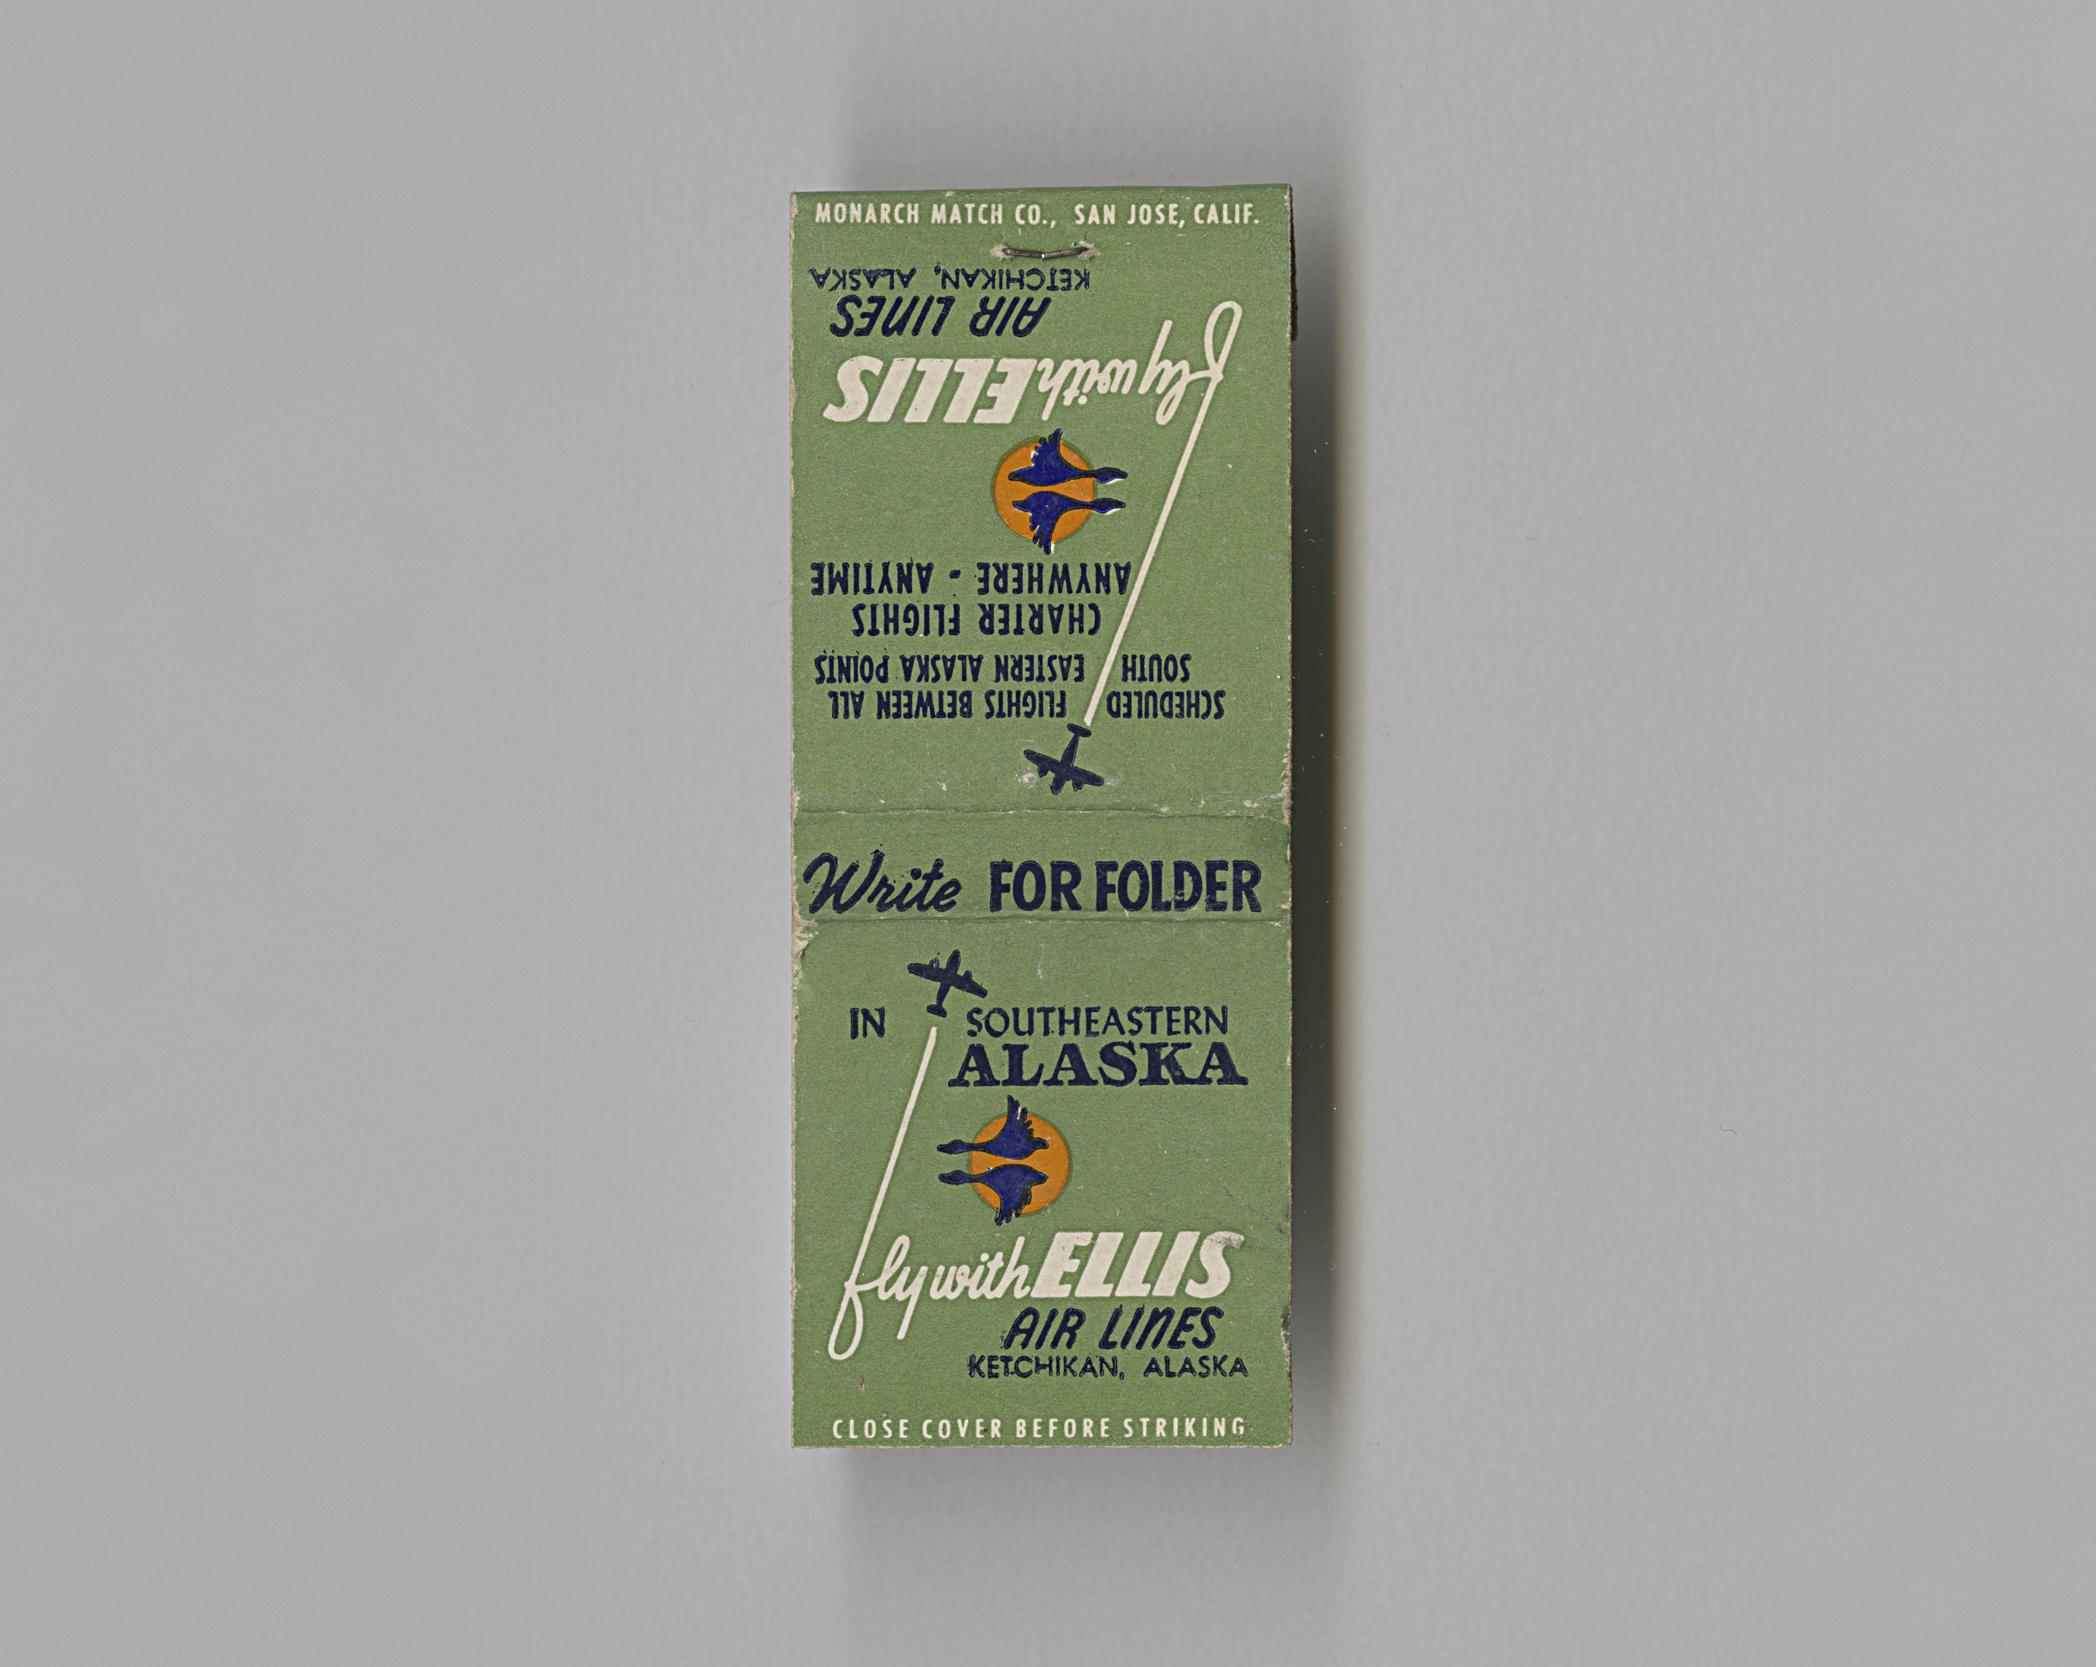 MONARCH MATCH CO., SAN JOSE, CALIF.
SCHEDULED FLIGHTS BETWEEN ALL
SOUTH EASTERN ALASKA POINTS
CHARTER FLIGHTS
ANYWHERE - ANYTIME
fly with ELLIS
AIR LINES
KETCHIKAN, ALASKA
Write FOR FOLDER
IN SOUTHEASTERN
ALASKA
fly with ELLIS
AIR LINES
KETCHIKAN, ALASKA
CLOSE COVER BEFORE STRIKING